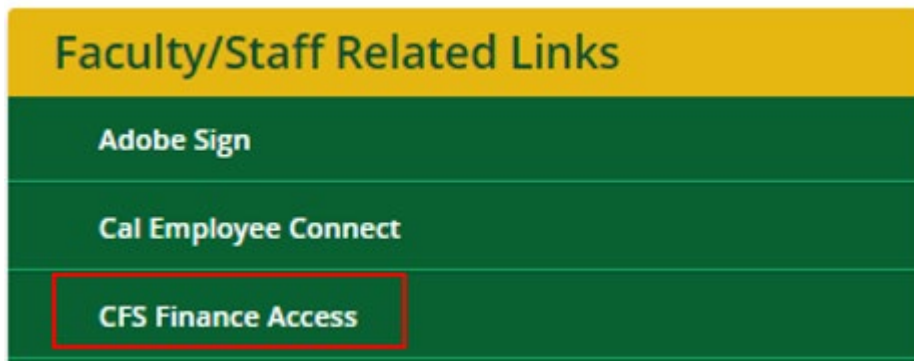 Faculty/Staff Related Links
Adobe Sign
Cal Employee Connect
CFS Finance Access